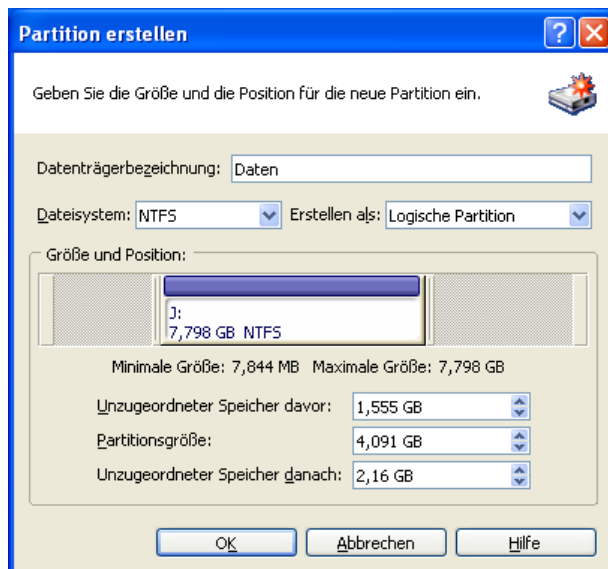 Partition erstellen
Geben Sie die Größe und die Position für die neue Partition ein.
Datenträgerbezeichnung: Daten
Dateisystem: NTFS Erstellen als: Logische Partition
Größe und Position:
J:
7,798 GB NTFS
Minimale Größe: 7,844 MB Maximale Größe: 7,798 GB
Unzugeordneter Speicher davor: 1,555 GB
Partitionsgröße: 4,091 GB
Unzugeordneter Speicher danach: 2,16 GB
OK Abbrechen Hilfe